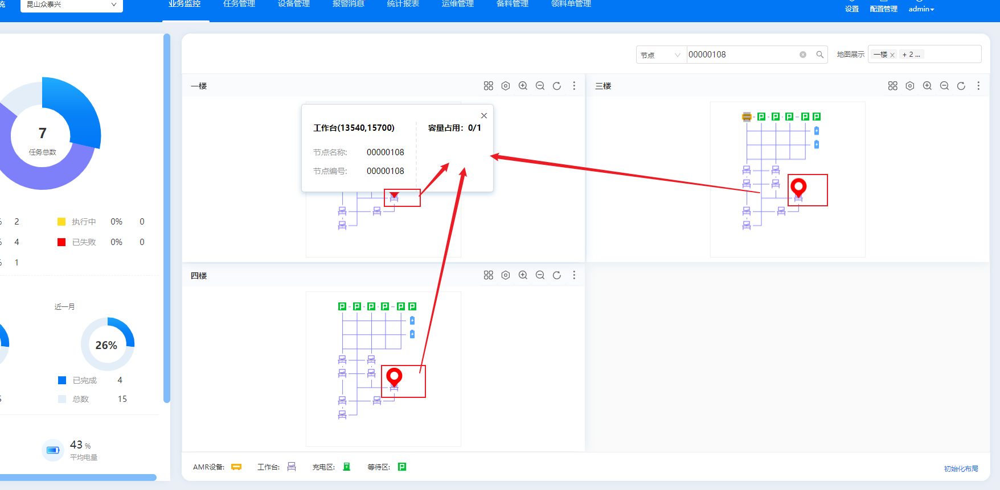 统 昆山众泰兴 业务监控 任务管理 设备管理 报警消息 统计报表 运维管理 备料管理 领料单管理 设置 配置管理 admin
节点 00000108 地图展示 一楼 + 2 ...
7
任务总数
% 2 执行中 0% 0
% 4 已失败 0% 0
% 1
近一月
26%
已完成 4
总数 15
43 %
平均电量
一楼
工作台(13540,15700) 容量占用: 0/1
节点名称: 00000108
节点编号: 00000108
三楼
四楼
AMR设备: 工作台: 充电区: 等待区:
初始化布局